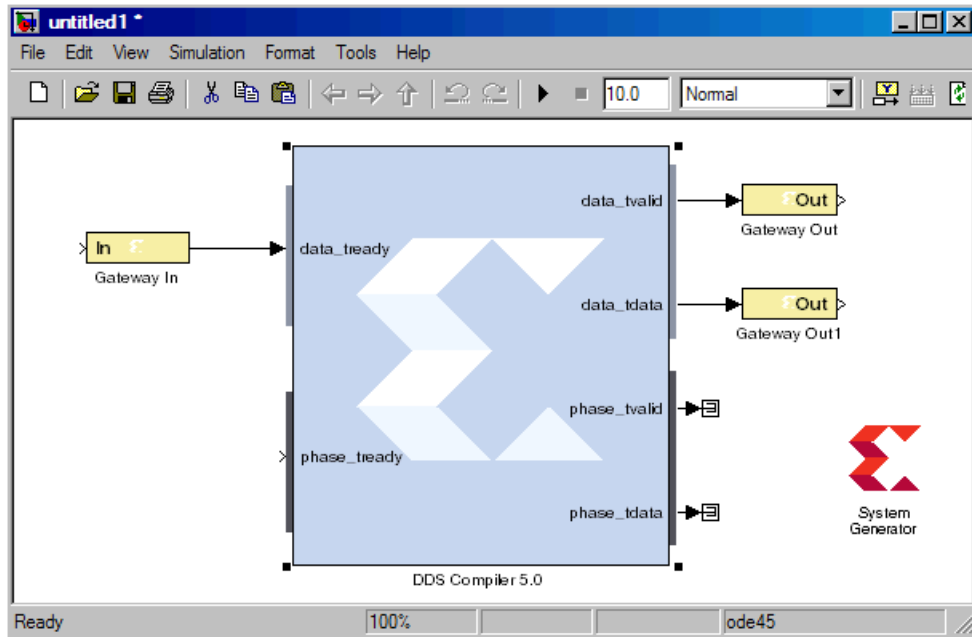 untitled1 *
File Edit View Simulation Format Tools Help
10.0 Normal
data_tvalid
Out
Gateway Out
In
data_tready
Gateway In
data_tdata
Out
Gateway Out1
phase_tvalid
phase_tready
phase_tdata
System
Generator
DDS Compiler 5.0
Ready 100% ode45